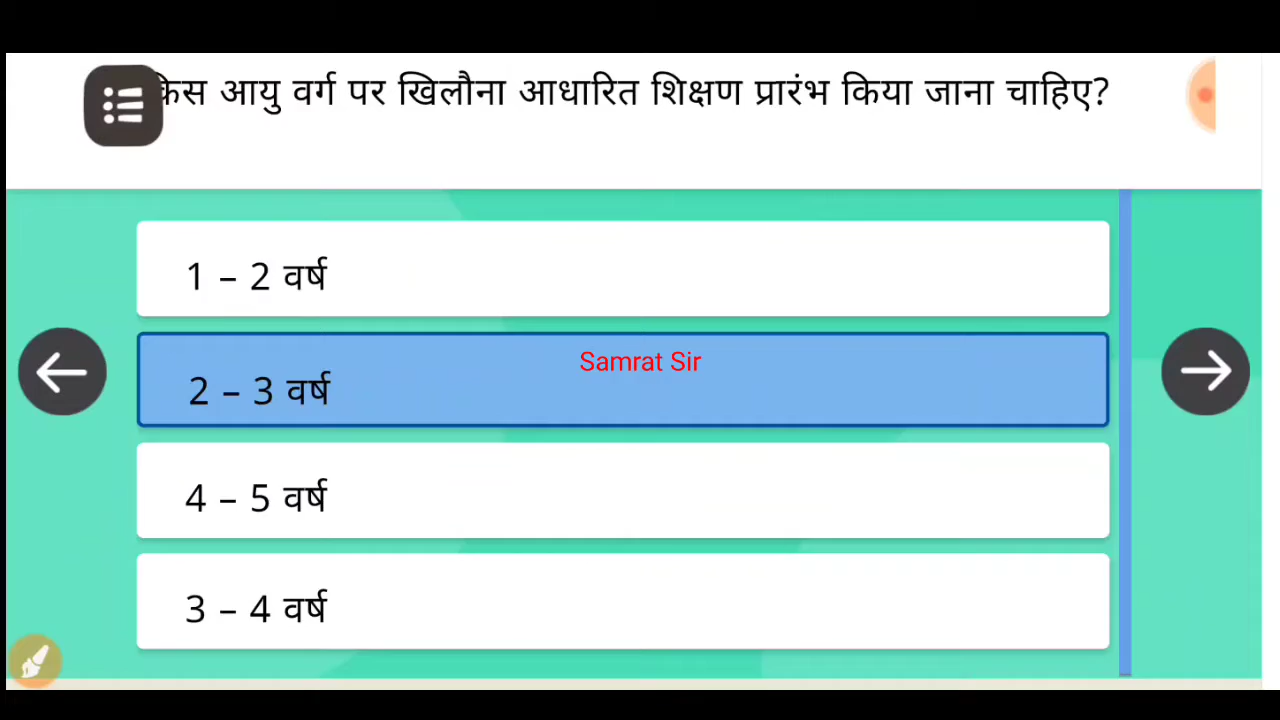 किस आयु वर्ग पर खिलौना आधारित शिक्षण प्रारंभ किया जाना चाहिए?
1 – 2 वर्ष
Samrat Sir
2 – 3 वर्ष
4 – 5 वर्ष
3 – 4 वर्ष